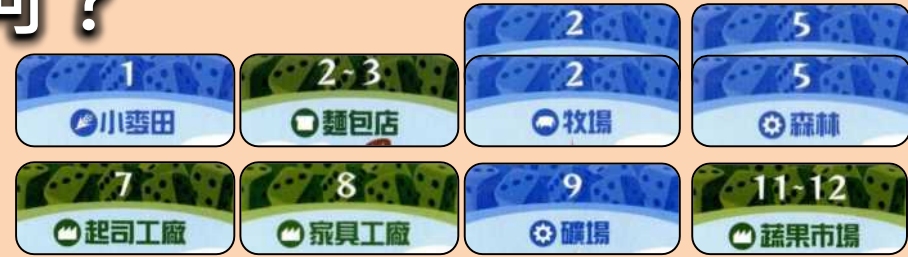 何？
2 5
1 2~3 2 5
小麥田 麵包店 牧場 森林
7 8 9 11~12
起司工廠 家具工廠 礦場 蔬果市場